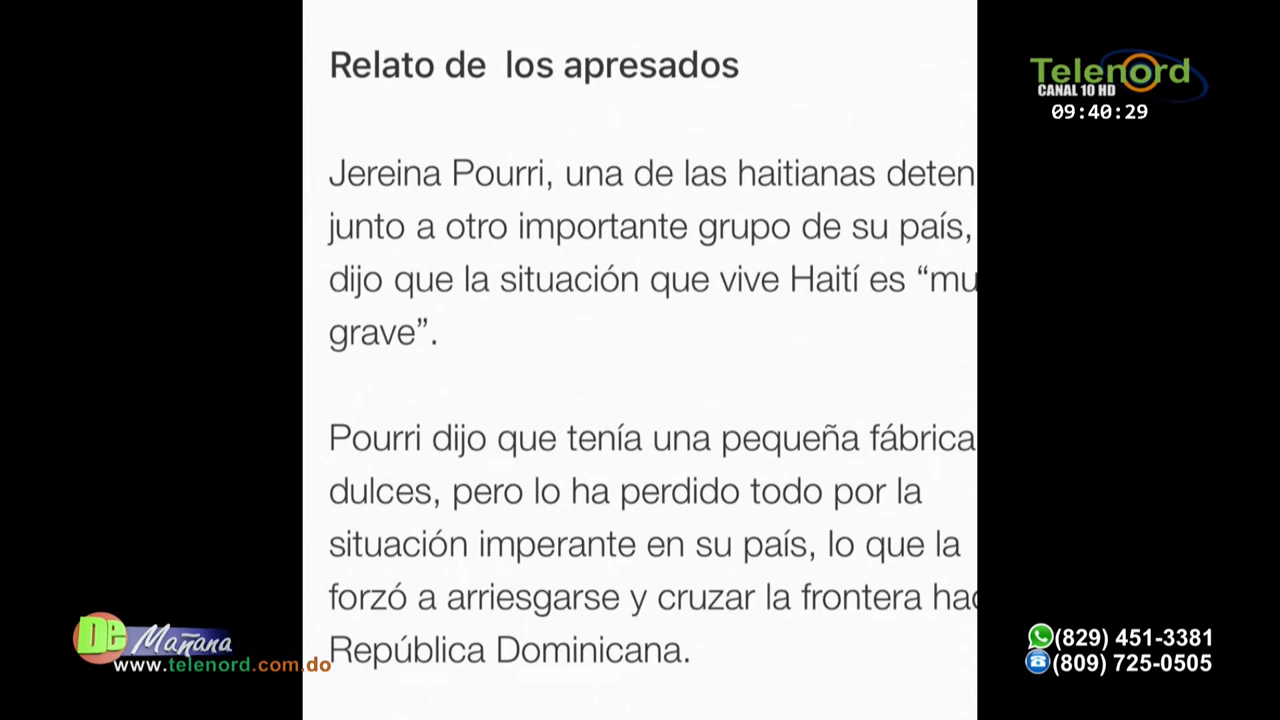 Relato de los apresados
Telenord
CANAL 10 HD
09:40:29
Jereina Pourri, una de las haitianas deten
junto a otro importante grupo de su país,
dijo que la situación que vive Haití es “mu
grave”.
Pourri dijo que tenía una pequeña fábrica
dulces, pero lo ha perdido todo por la
situación imperante en su país, lo que la
forzó a arriesgarse y cruzar la frontera hac
República Dominicana.
De Mañana
www.telenord.com.do
(829) 451-3381
(809) 725-0505